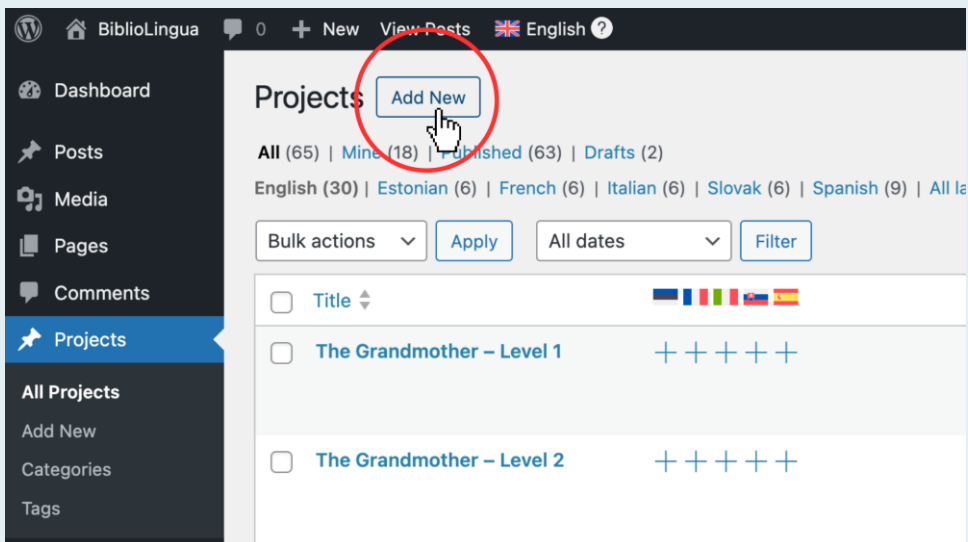 BiblioLingua 0 New View Posts English ?
Dashboard
Posts
Media
Pages
Comments
Projects
All Projects
Add New
Categories
Tags
Projects Add New
All (65) | Mine (18) | Published (63) | Drafts (2)
English (30) | Estonian (6) | French (6) | Italian (6) | Slovak (6) | Spanish (9) | All la
Bulk actions Apply All dates Filter
Title
The Grandmother – Level 1
The Grandmother – Level 2